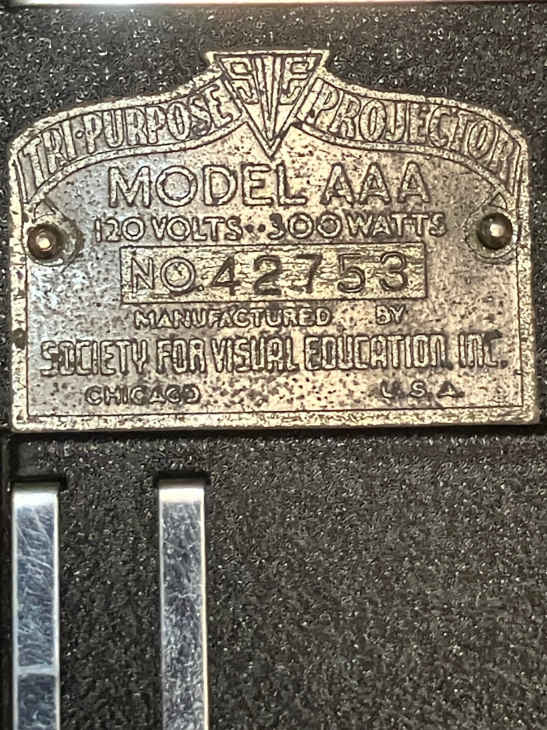 TRI-PURPOSE SVE PROJECTOR
MODEL AAA
120 VOLTS·· 300 WATTS
NO. 42753
MANUFACTURED BY
SOCIETY FOR VISUAL EDUCATION, INC.
CHICAGO U.S.A.